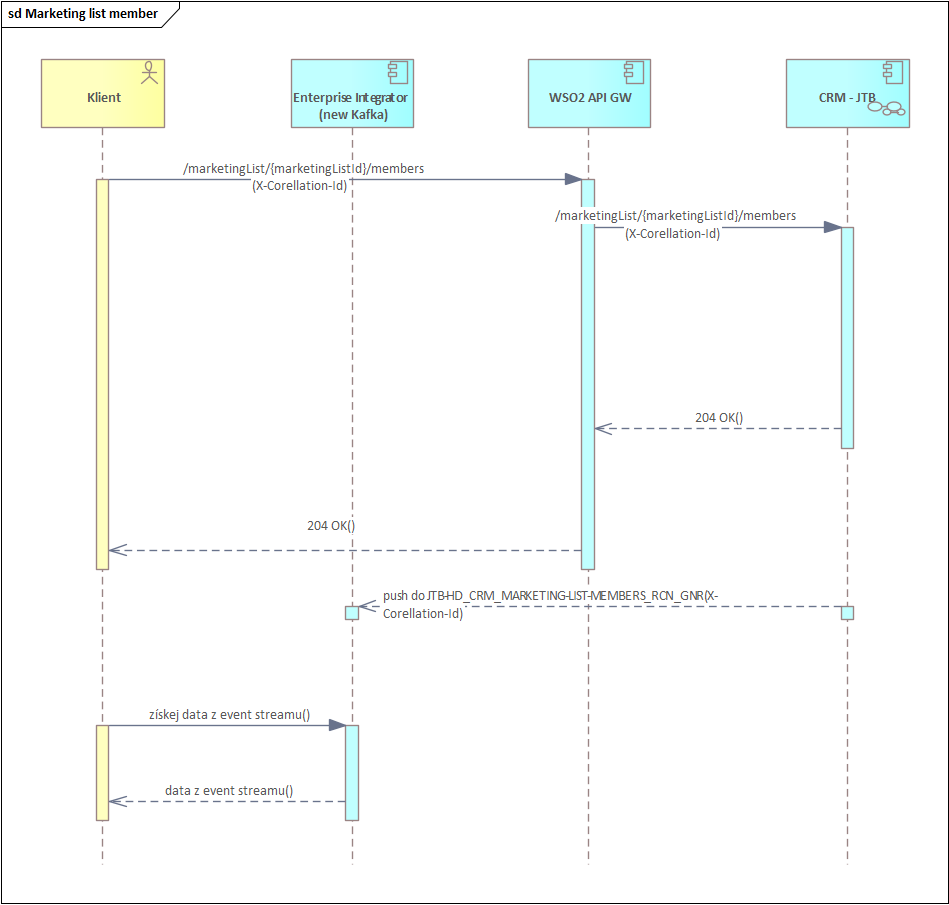 sd Marketing list member
Klient
Enterprise Integrator
(new Kafka)
WSO2 API GW
CRM - JTB
/marketingList/{marketingListId}/members
(X-Corellation-Id)
/marketingList/{marketingListId}/members
(X-Corellation-Id)
204 OK()
204 OK()
push do JTB-HD_CRM_MARKETING-LIST-MEMBERS_RCN_GNR(X-
Corellation-Id)
získej data z event streamu()
data z event streamu()